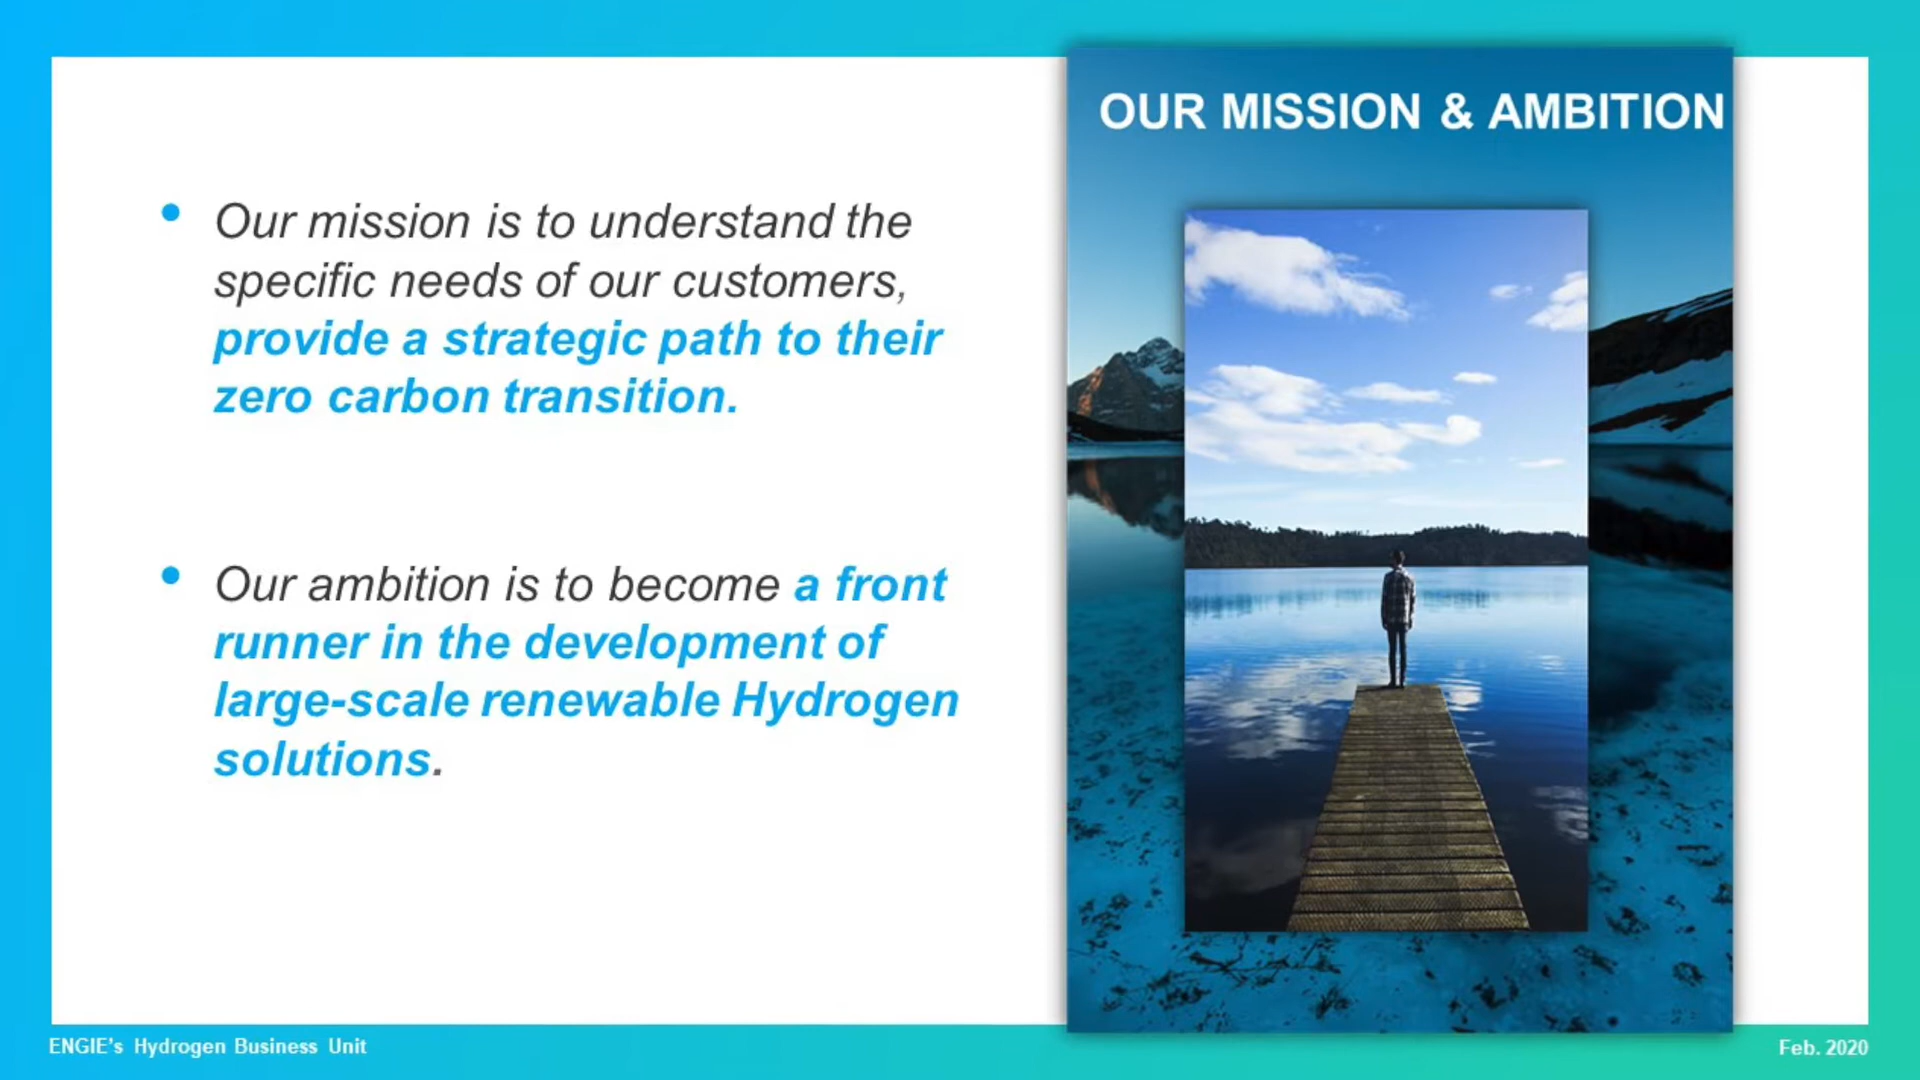 OUR MISSION & AMBITION
• Our mission is to understand the
specific needs of our customers,
provide a strategic path to their
zero carbon transition.
• Our ambition is to become a front
runner in the development of
large-scale renewable Hydrogen
solutions.
ENGIE's Hydrogen Business Unit
Feb. 2020